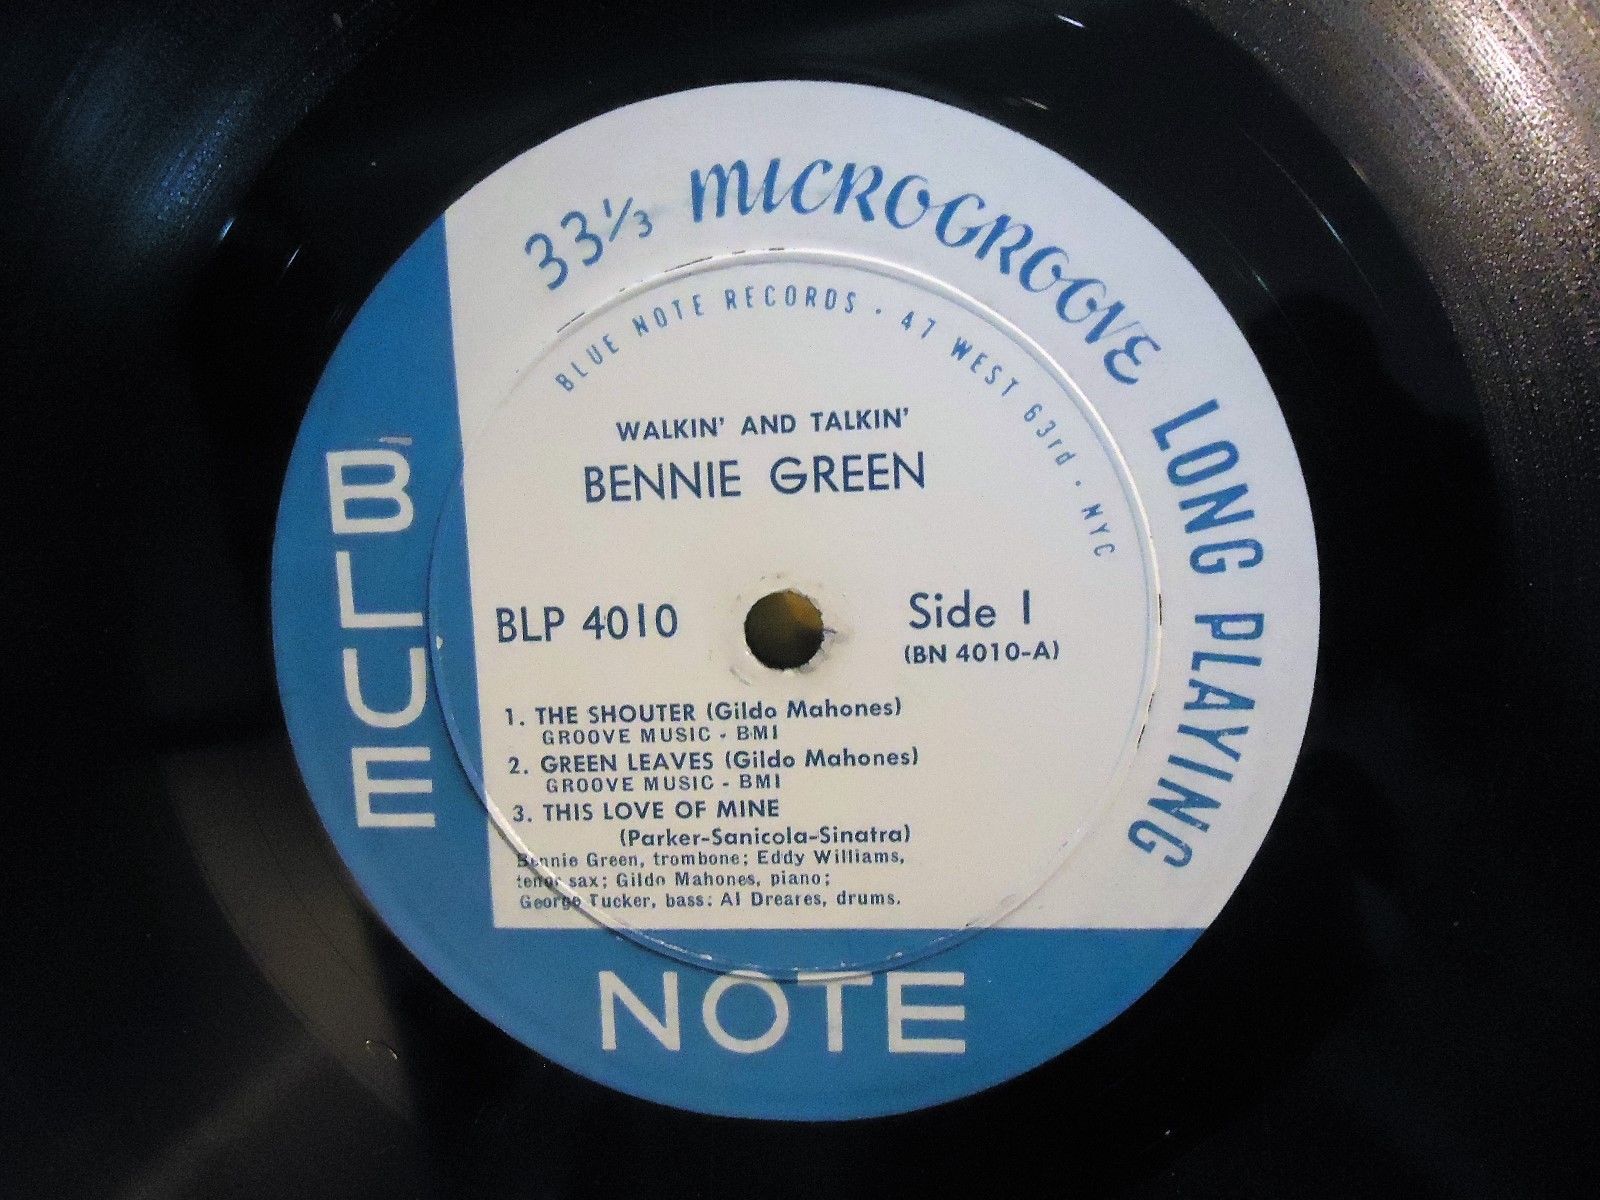 33⅓ MICROGROOVE LONG PLAYING
BLUE NOTE RECORDS · 47 WEST 63rd · NYC
WALKIN' AND TALKIN'
BENNIE GREEN
BLP 4010
Side 1
(BN 4010-A)
1. THE SHOUTER (Gildo Mahones)
GROOVE MUSIC - BMI
2. GREEN LEAVES (Gildo Mahones)
GROOVE MUSIC - BMI
3. THIS LOVE OF MINE
(Parker-Sanicola-Sinatra)
Bennie Green, trombone; Eddy Williams,
tenor sax; Gildo Mahones, piano;
George Tucker, bass; Al Dreares, drums.
BLUE
NOTE